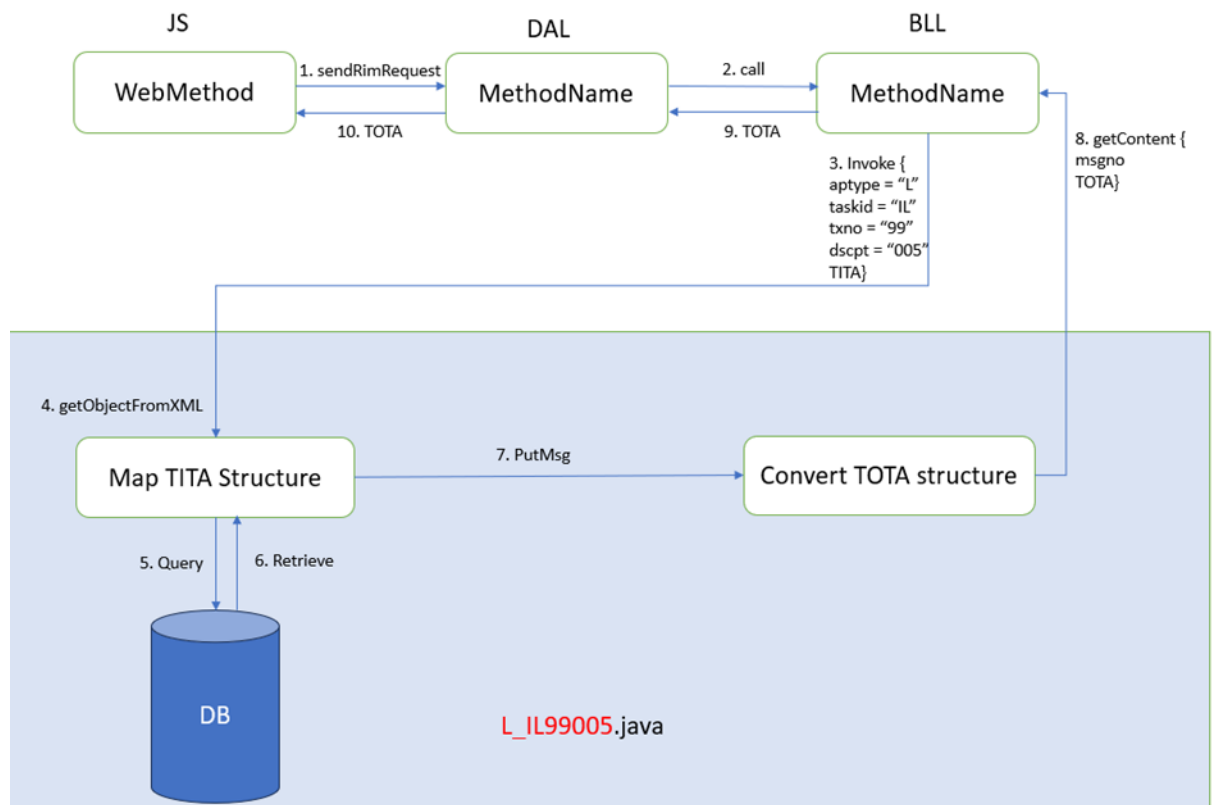 JS
DAL
BLL
WebMethod
1. sendRimRequest
MethodName
2. call
MethodName
10. TOTA
9. TOTA
3. Invoke {
aptype = “L”
taskid = “IL”
txno = “99”
dscpt = “005”
TITA}
8. getContent {
msgno
TOTA}
4. getObjectFromXML
Map TITA Structure
7. PutMsg
Convert TOTA structure
5. Query
6. Retrieve
DB
L_IL99005.java